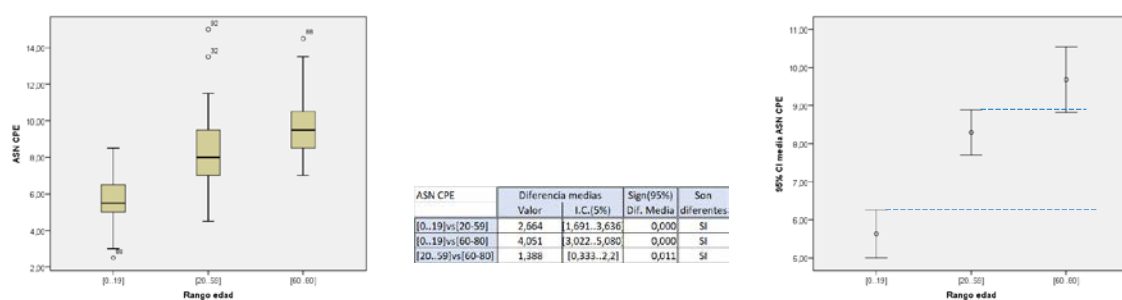 ASN CPE
14,00
12,00
10,00
8,00
6,00
4,00
2,00
92
32
88
[0..19]
[20..59]
[60..80]
Rango edad
ASN CPE Diferencia medias Sign(95%) Son
Valor I.C.(5%) Dif. Media diferentes
[0..19]vs[20-59] 2,664 [1,691..3,636] 0,000 SI
[0..19]vs[60-80] 4,051 [3,022..5,080] 0,000 SI
[20..59]vs[60-80] 1,388 [0,333..2,2] 0,011 SI
95% CI media ASN CPE
11,00
10,00
9,00
8,00
7,00
6,00
5,00
[0..19]
[20..59]
[60..80]
Rango edad